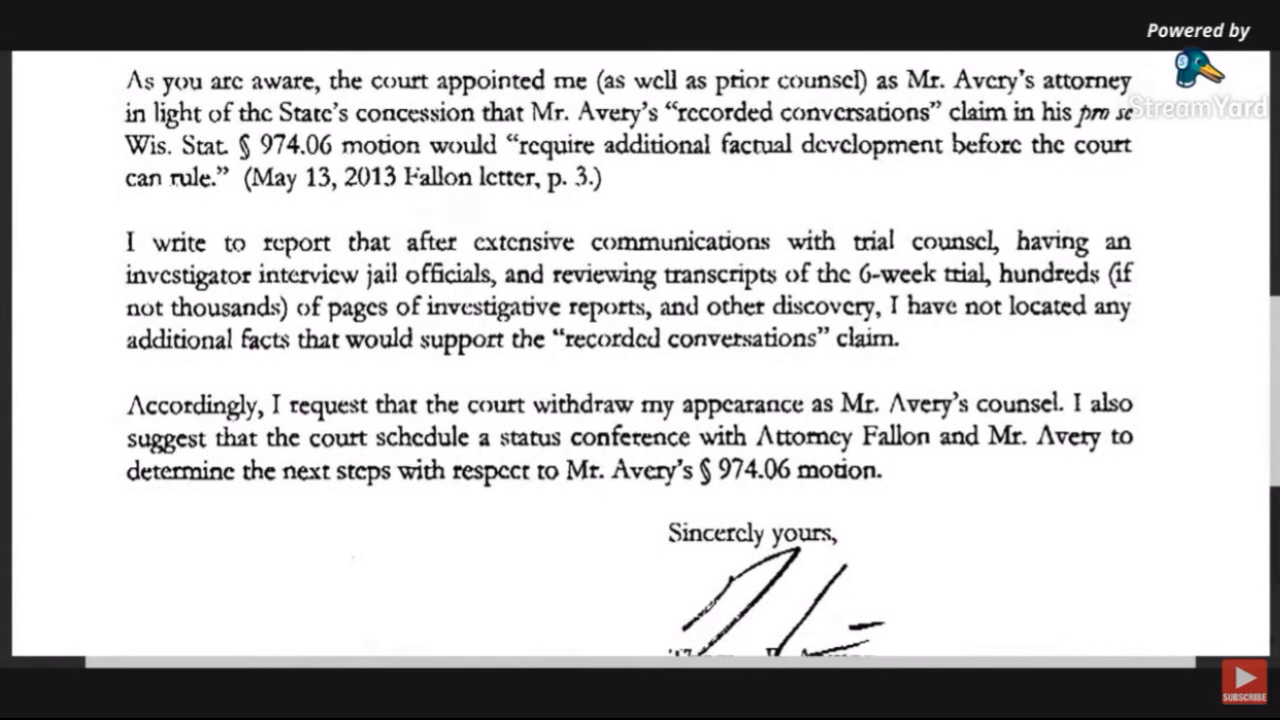 Powered by
StreamYard
As you are aware, the court appointed me (as well as prior counsel) as Mr. Avery's attorney
in light of the State's concession that Mr. Avery's "recorded conversations" claim in his pro se
Wis. Stat. § 974.06 motion would "require additional factual development before the court
can rule." (May 13, 2013 Fallon letter, p. 3.)
I write to report that after extensive communications with trial counsel, having an
investigator interview jail officials, and reviewing transcripts of the 6-week trial, hundreds (if
not thousands) of pages of investigative reports, and other discovery, I have not located any
additional facts that would support the "recorded conversations" claim.
Accordingly, I request that the court withdraw my appearance as Mr. Avery's counsel. I also
suggest that the court schedule a status conference with Attorney Fallon and Mr. Avery to
determine the next steps with respect to Mr. Avery's § 974.06 motion.
Sincerely yours,
SUBSCRIBE